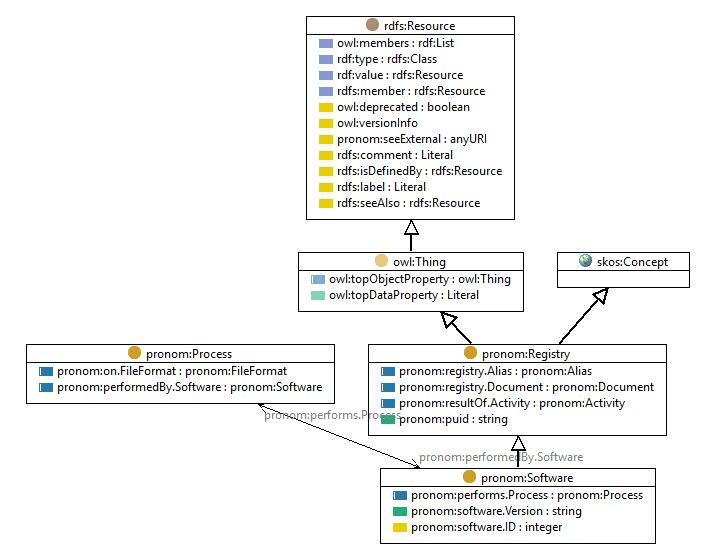 rdfs:Resource
owl:members : rdf:List
rdf:type : rdfs:Class
rdf:value : rdfs:Resource
rdfs:member : rdfs:Resource
owl:deprecated : boolean
owl:versionInfo
pronom:seeExternal : anyURI
rdfs:comment : Literal
rdfs:isDefinedBy : rdfs:Resource
rdfs:label : Literal
rdfs:seeAlso : rdfs:Resource
owl:Thing
owl:topObjectProperty : owl:Thing
owl:topDataProperty : Literal
skos:Concept
pronom:Process
pronom:on.FileFormat : pronom:FileFormat
pronom:performedBy.Software : pronom:Software
pronom:Registry
pronom:registry.Alias : pronom:Alias
pronom:registry.Document : pronom:Document
pronom:resultOf.Activity : pronom:Activity
pronom:puid : string
pronom:performs.Process
pronom:performedBy.Software
pronom:Software
pronom:performs.Process : pronom:Process
pronom:software.Version : string
pronom:software.ID : integer